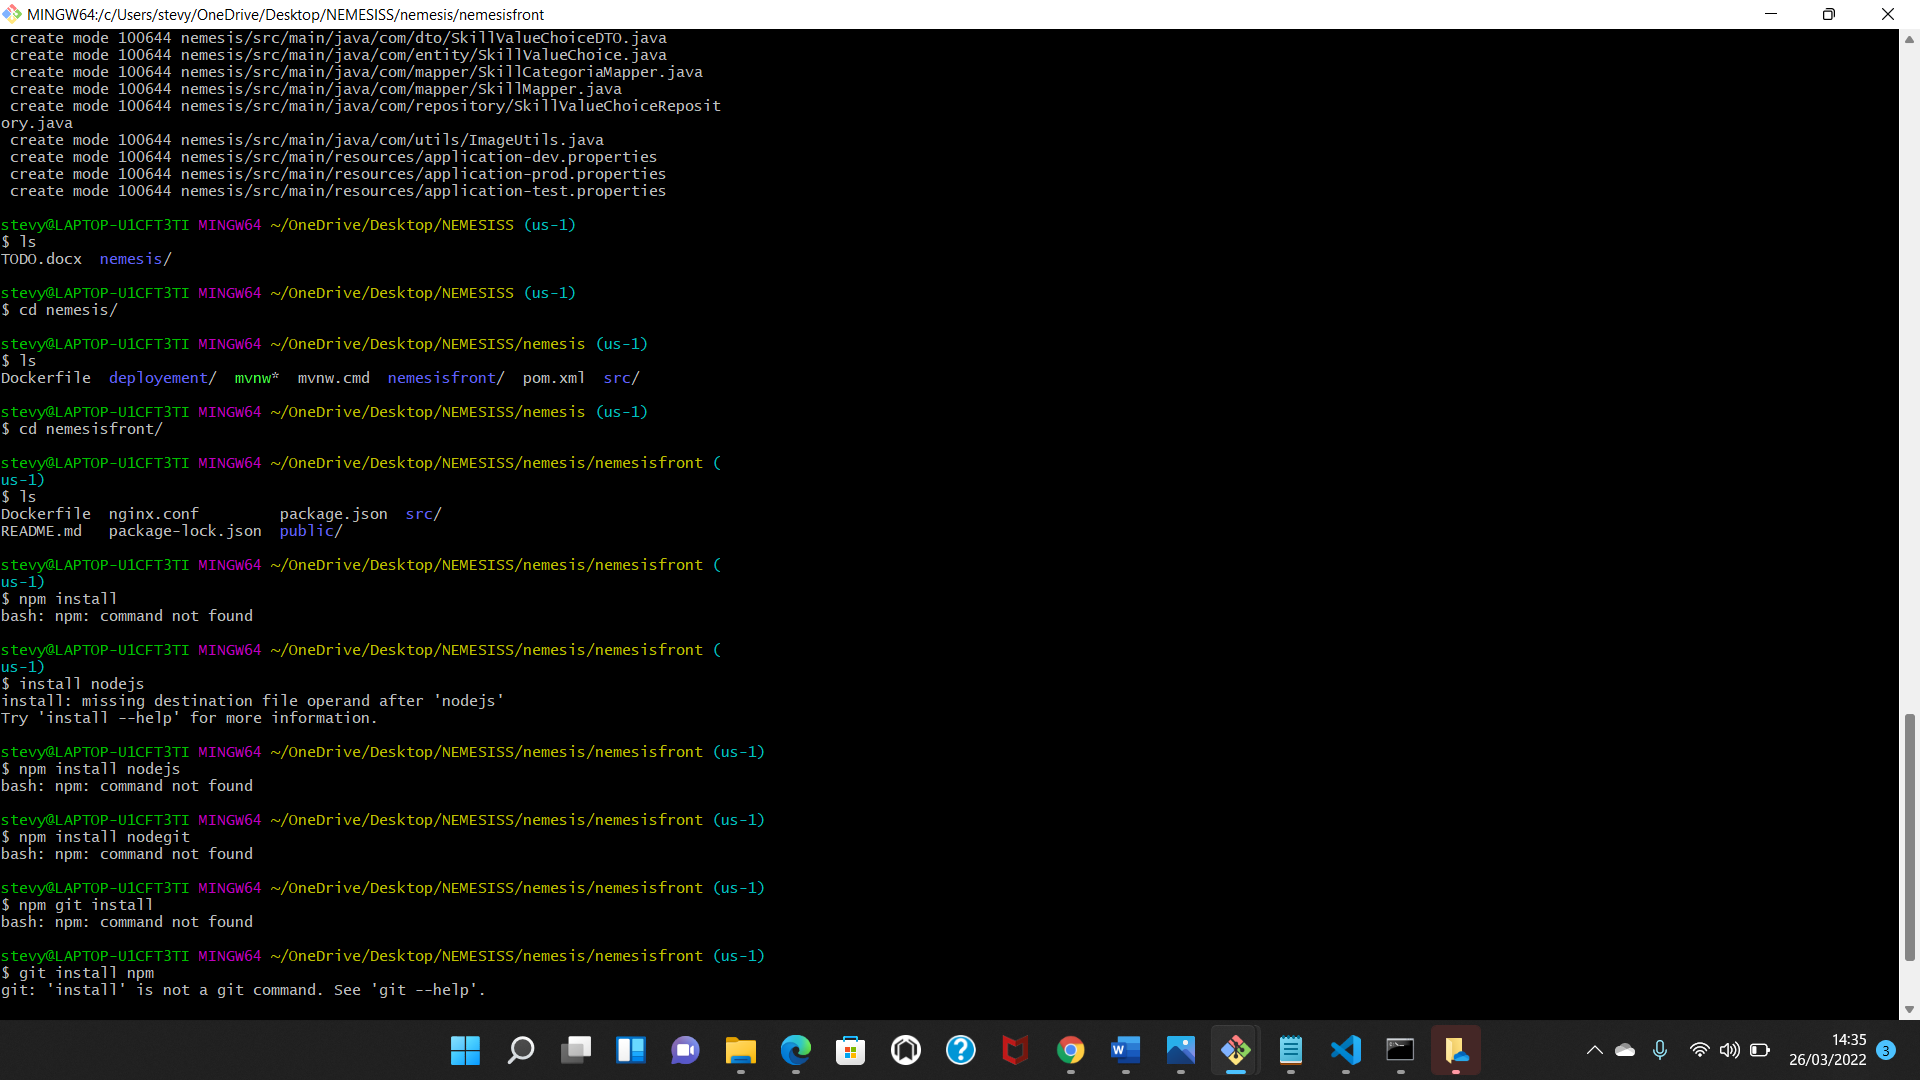 MINGW64:/c/Users/stevy/OneDrive/Desktop/NEMESISS/nemesis/nemesisfront
create mode 100644 nemesis/src/main/java/com/dto/SkillValueChoiceDTO.java
create mode 100644 nemesis/src/main/java/com/entity/SkillValueChoice.java
create mode 100644 nemesis/src/main/java/com/mapper/SkillCategoriaMapper.java
create mode 100644 nemesis/src/main/java/com/mapper/SkillMapper.java
create mode 100644 nemesis/src/main/java/com/repository/SkillValueChoiceReposit
ory.java
create mode 100644 nemesis/src/main/java/com/utils/ImageUtils.java
create mode 100644 nemesis/src/main/resources/application-dev.properties
create mode 100644 nemesis/src/main/resources/application-prod.properties
create mode 100644 nemesis/src/main/resources/application-test.properties
stevy@LAPTOP-U1CFT3TI MINGW64 ~/OneDrive/Desktop/NEMESISS (us-1)
$ ls
TODO.docx  nemesis/
stevy@LAPTOP-U1CFT3TI MINGW64 ~/OneDrive/Desktop/NEMESISS (us-1)
$ cd nemesis/
stevy@LAPTOP-U1CFT3TI MINGW64 ~/OneDrive/Desktop/NEMESISS/nemesis (us-1)
$ ls
Dockerfile  deployement/  mvnw*  mvnw.cmd  nemesisfront/  pom.xml  src/
stevy@LAPTOP-U1CFT3TI MINGW64 ~/OneDrive/Desktop/NEMESISS/nemesis (us-1)
$ cd nemesisfront/
stevy@LAPTOP-U1CFT3TI MINGW64 ~/OneDrive/Desktop/NEMESISS/nemesis/nemesisfront (
us-1)
$ ls
Dockerfile  nginx.conf         package.json  src/
README.md   package-lock.json  public/
stevy@LAPTOP-U1CFT3TI MINGW64 ~/OneDrive/Desktop/NEMESISS/nemesis/nemesisfront (
us-1)
$ npm install
bash: npm: command not found
stevy@LAPTOP-U1CFT3TI MINGW64 ~/OneDrive/Desktop/NEMESISS/nemesis/nemesisfront (
us-1)
$ install nodejs
install: missing destination file operand after 'nodejs'
Try 'install --help' for more information.
stevy@LAPTOP-U1CFT3TI MINGW64 ~/OneDrive/Desktop/NEMESISS/nemesis/nemesisfront (us-1)
$ npm install nodejs
bash: npm: command not found
stevy@LAPTOP-U1CFT3TI MINGW64 ~/OneDrive/Desktop/NEMESISS/nemesis/nemesisfront (us-1)
$ npm install nodegit
bash: npm: command not found
stevy@LAPTOP-U1CFT3TI MINGW64 ~/OneDrive/Desktop/NEMESISS/nemesis/nemesisfront (us-1)
$ npm git install
bash: npm: command not found
stevy@LAPTOP-U1CFT3TI MINGW64 ~/OneDrive/Desktop/NEMESISS/nemesis/nemesisfront (us-1)
$ git install npm
git: 'install' is not a git command. See 'git --help'.
14:35
26/03/2022
3